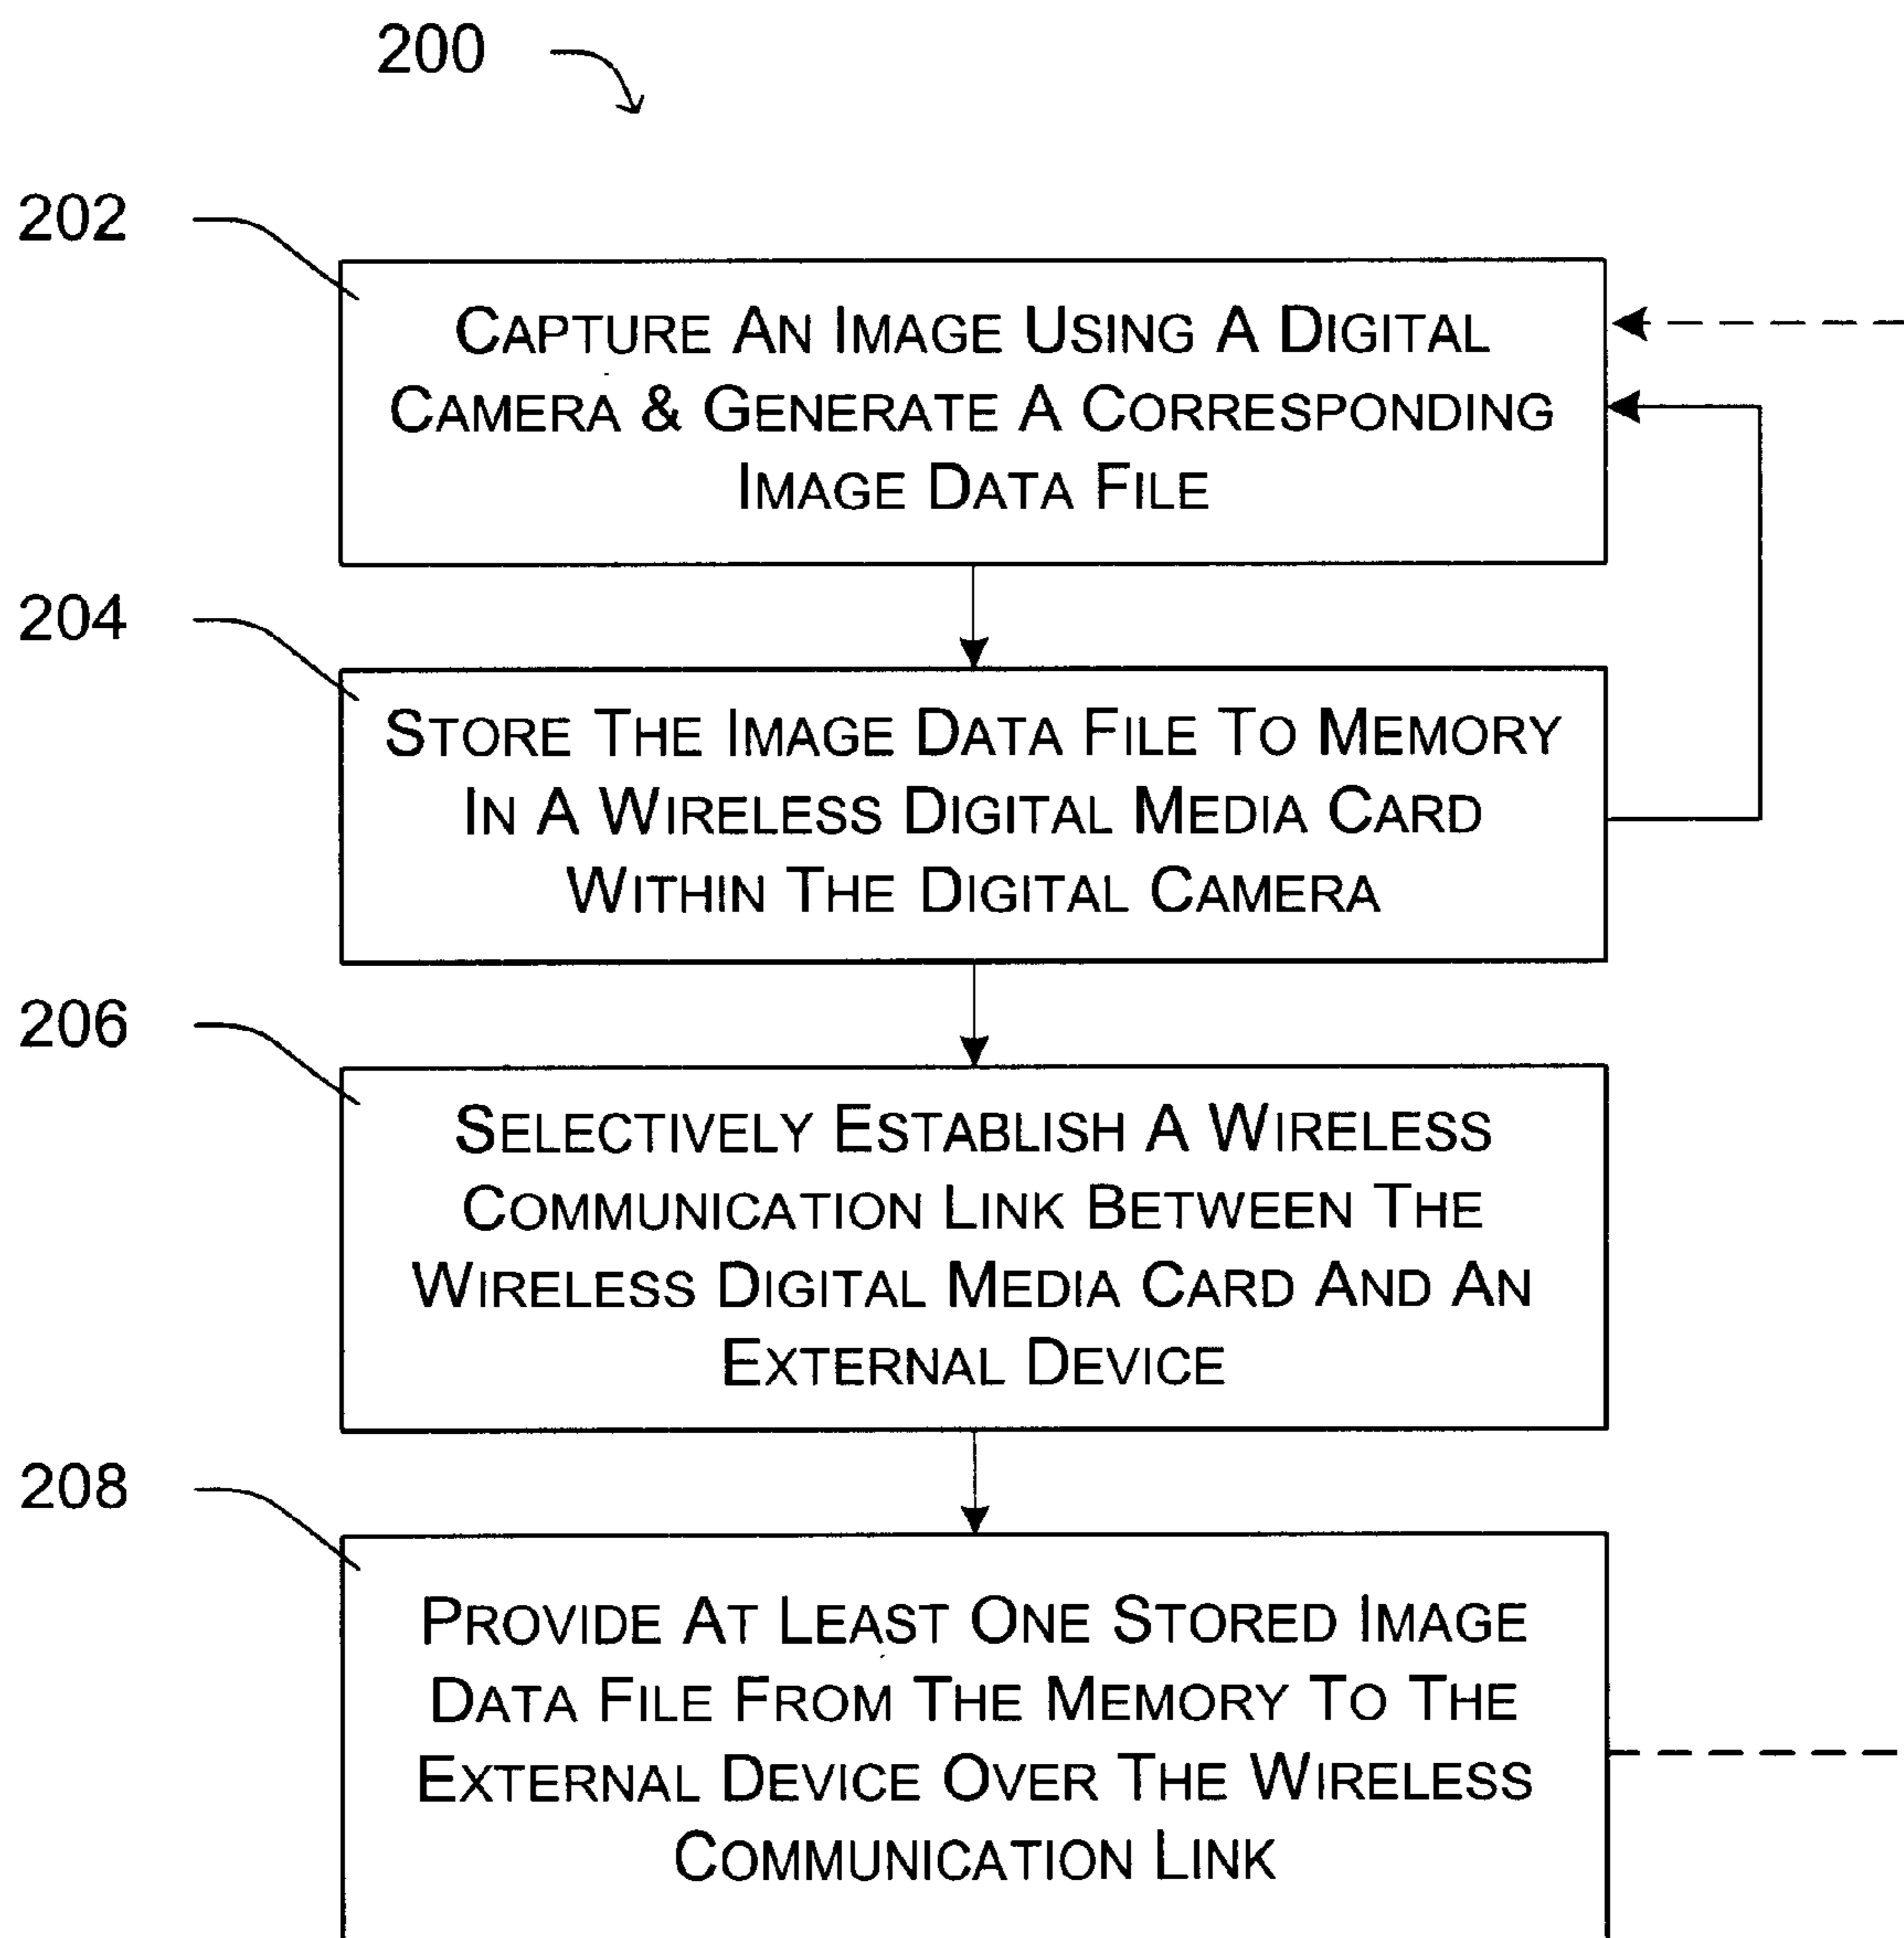 200
202
CAPTURE AN IMAGE USING A DIGITAL
CAMERA & GENERATE A CORRESPONDING
IMAGE DATA FILE
204
STORE THE IMAGE DATA FILE TO MEMORY
IN A WIRELESS DIGITAL MEDIA CARD
WITHIN THE DIGITAL CAMERA
206
SELECTIVELY ESTABLISH A WIRELESS
COMMUNICATION LINK BETWEEN THE
WIRELESS DIGITAL MEDIA CARD AND AN
EXTERNAL DEVICE
208
PROVIDE AT LEAST ONE STORED IMAGE
DATA FILE FROM THE MEMORY TO THE
EXTERNAL DEVICE OVER THE WIRELESS
COMMUNICATION LINK